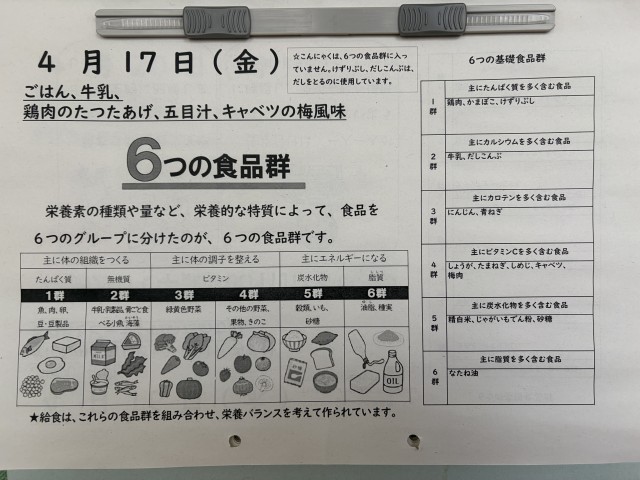 4月17日(金)
☆こんにゃくは、6つの食品群に入っ
ていません。けずりぶし、だしこんぶは、
だしをとるのに使用しています。
ごはん、牛乳、
鶏肉のたつたあげ、五目汁、キャベツの梅風味
6つの食品群
栄養素の種類や量など、栄養的な特質によって、食品を
6つのグループに分けたのが、6つの食品群です。
主に体の組織をつくる 主に体の調子を整える 主にエネルギーになる
たんぱく質 無機質 ビタミン 炭水化物 脂質
1群 2群 3群 4群 5群 6群
魚、肉、卵、 牛乳・乳製品、骨ごと食 緑黄色野菜 その他の野菜、 穀類、いも、 油脂、種実
豆・豆製品 べる小魚、海藻 果物、きのこ 砂糖
MILK
OIL
★給食は、これらの食品群を組み合わせ、栄養バランスを考えて作られています。
6つの基礎食品群
1群
主にたんぱく質を多く含む食品
鶏肉、かまぼこ、けずりぶし
2群
主にカルシウムを多く含む食品
牛乳、だしこんぶ
3群
主にカロテンを多く含む食品
にんじん、青ねぎ
4群
主にビタミンCを多く含む食品
しょうが、たまねぎ、しめじ、キャベツ、
梅肉
5群
主に炭水化物を多く含む食品
精白米、じゃがいもでん粉、砂糖
6群
主に脂質を多く含む食品
なたね油